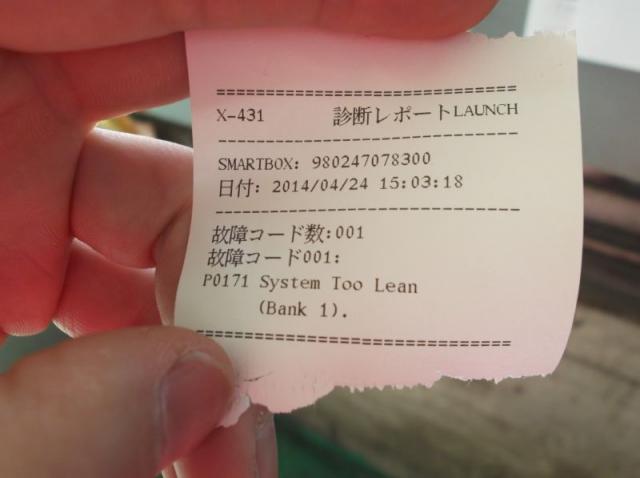 ==============================
X-431 診断レポートLAUNCH
------------------------------
SMARTBOX: 980247078300
日付: 2014/04/24 15:03:18
------------------------------
故障コード数:001
故障コード001:
P0171 System Too Lean
(Bank 1).
==============================